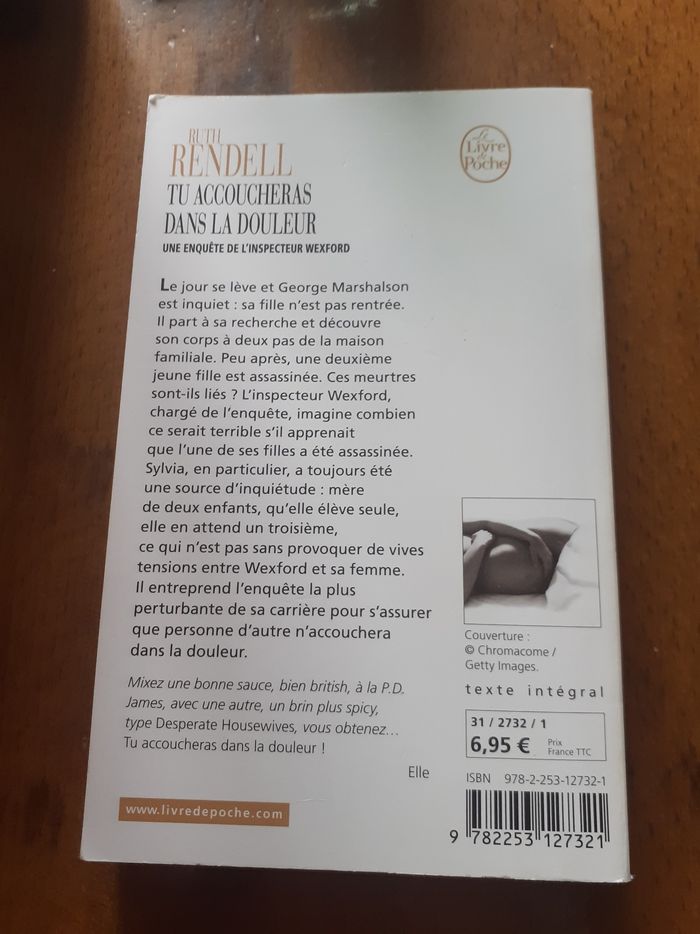 RUTH
RENDELL
TU ACCOUCHERAS
DANS LA DOULEUR
UNE ENQUÊTE DE L'INSPECTEUR WEXFORD
Le
Livre
de
Poche
Le jour se lève et George Marshalson
est inquiet : sa fille n'est pas rentrée.
Il part à sa recherche et découvre
son corps à deux pas de la maison
familiale. Peu après, une deuxième
jeune fille est assassinée. Ces meurtres
sont-ils liés ? L'inspecteur Wexford,
chargé de l'enquête, imagine combien
ce serait terrible s'il apprenait
que l'une de ses filles a été assassinée.
Sylvia, en particulier, a toujours été
une source d'inquiétude : mère
de deux enfants, qu'elle élève seule,
elle en attend un troisième,
ce qui n'est pas sans provoquer de vives
tensions entre Wexford et sa femme.
Il entreprend l'enquête la plus
perturbante de sa carrière pour s'assurer
que personne d'autre n'accouchera
dans la douleur.
Mixez une bonne sauce, bien british, à la P.D.
James, avec une autre, un brin plus spicy,
type Desperate Housewives, vous obtenez...
Tu accoucheras dans la douleur !
Elle
www.livredepoche.com
Couverture :
© Chromacome /
Getty Images.
texte intégral
31 / 2732 / 1
6,95 €
Prix
France TTC
ISBN 978-2-253-12732-1
9 782253 127321